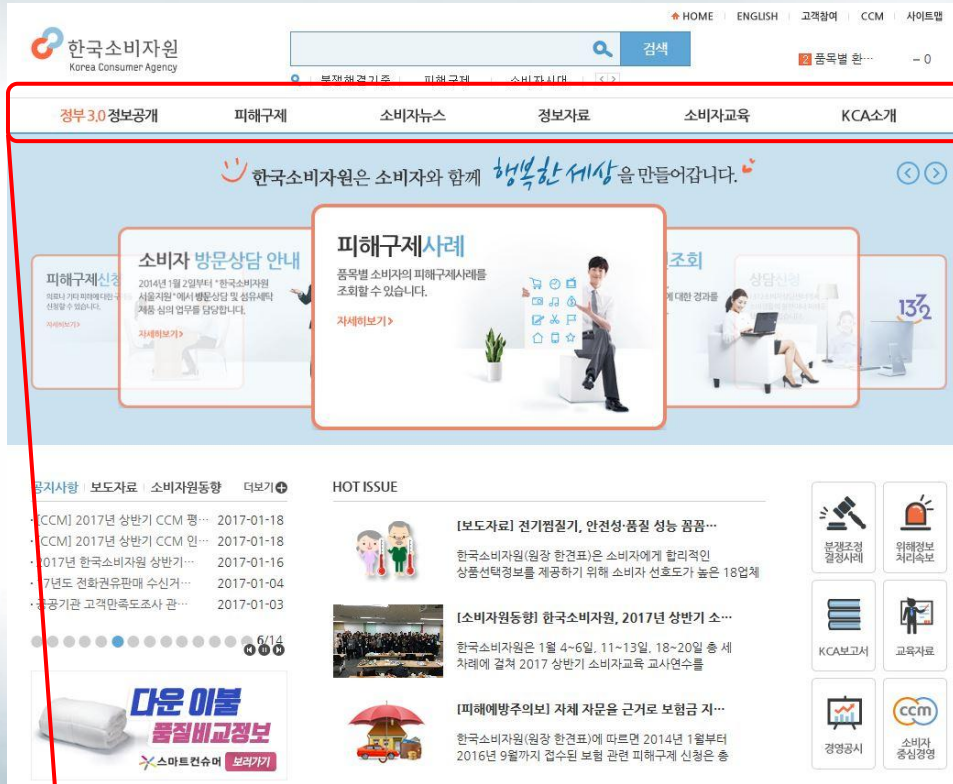 HOME ENGLISH 고객참여 CCM 사이트맵
한국소비자원
Korea Consumer Agency
검색
2 품목별 환… – 0
분쟁해결기준 피해구제 소비자시대
정부 3.0 정보공개 피해구제 소비자뉴스 정보자료 소비자교육 KCA소개
한국소비자원은 소비자와 함께 행복한 세상을 만들어갑니다.
피해구제신청
신청할 수 있습니다.
자세히보기>
소비자 방문상담 안내
2014년 1월 2일부터 "한국소비자원
서울지원"에서 방문상담 및 섬유세탁
제품 심의 업무를 담당합니다.
자세히보기>
피해구제사례
품목별 소비자의 피해구제사례를
조회할 수 있습니다.
자세히보기>
조회
에 대한 경과를
상담신청
1372
공지사항 보도자료 소비자원동향 더보기
[CCM] 2017년 상반기 CCM 평… 2017-01-18
[CCM] 2017년 상반기 CCM 인… 2017-01-18
2017년 한국소비자원 상반기… 2017-01-16
17년도 전화권유판매 수신거… 2017-01-04
공공기관 고객만족도조사 관… 2017-01-03
6/14
다운 이불
품질비교정보
스마트컨슈머 보러가기
HOT ISSUE
[보도자료] 전기찜질기, 안전성·품질 성능 꼼꼼…
한국소비자원(원장 한견표)은 소비자에게 합리적인
상품선택정보를 제공하기 위해 소비자 선호도가 높은 18업체
[소비자원동향] 한국소비자원, 2017년 상반기 소…
한국소비자원은 1월 4~6일, 11~13일, 18~20일 총 세
차례에 걸쳐 2017 상반기 소비자교육 교사연수를
[피해예방주의보] 자체 자문을 근거로 보험금 지…
한국소비자원(원장 한견표)에 따르면 2014년 1월부터
2016년 9월까지 접수된 보험 관련 피해구제 신청은 총
분쟁조정
결정사례
위해정보
처리속보
KCA보고서
교육자료
경영공시
ccm
소비자
중심경영